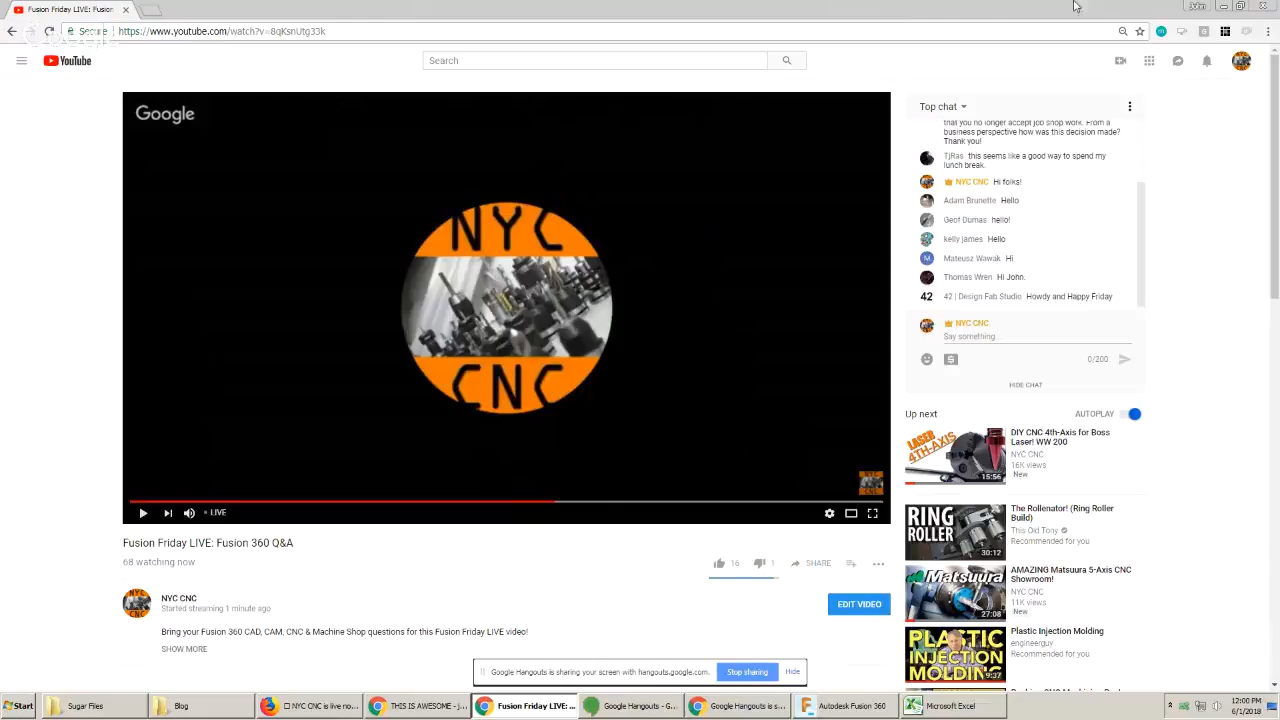 Fusion Friday LIVE: Fusion
Secure
https://www.youtube.com/watch?v=8qKsnUtg33k
YouTube
Search
Google
NYC
CNC
LIVE
Fusion Friday LIVE: Fusion 360 Q&A
68 watching now
16
1
SHARE
NYC CNC
Started streaming 1 minute ago
EDIT VIDEO
Bring your Fusion 360 CAD, CAM, CNC & Machine Shop questions for this Fusion Friday LIVE video!
SHOW MORE
Top chat
that you no longer accept job shop work. From a
business perspective how was this decision made?
Thank you!
TjRas this seems like a good way to spend my
lunch break.
NYC CNC Hi folks!
Adam Brunette Hello
Geof Dumas hello!
kelly james Hello
M Mateusz Wawak Hi
Thomas Wren Hi John.
42 42 | Design Fab Studio Howdy and Happy Friday
NYC CNC
Say something...
0/200
HIDE CHAT
Up next
AUTOPLAY
LASER
4TH-AXIS
15:56
DIY CNC 4th-Axis for Boss
Laser! WW 200
NYC CNC
16K views
New
RING
ROLLER
30:12
The Rollenator! (Ring Roller
Build)
This Old Tony
Recommended for you
Matsuura
27:08
AMAZING Matsuura 5-Axis CNC
Showroom!
NYC CNC
11K views
New
PLASTIC
INJECTION
MOLDING
9:37
Plastic Injection Molding
engineerguy
Recommended for you
Google Hangouts is sharing your screen with hangouts.google.com.
Stop sharing
Hide
Start
Sugar Files
Blog
NYC CNC is live no...
THIS IS AWESOME - j...
Fusion Friday LIVE: ...
Google Hangouts - G...
Google Hangouts is s...
Autodesk Fusion 360
Microsoft Excel
12:00 PM
6/1/2018